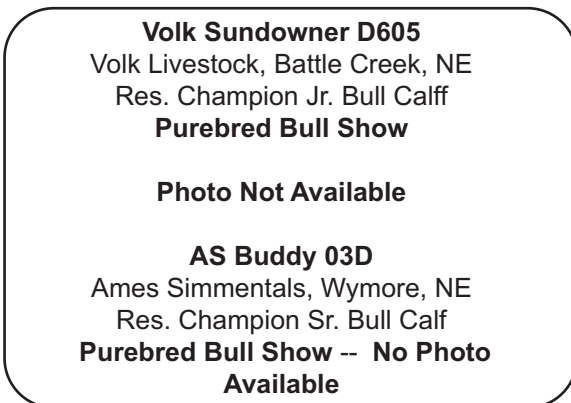 Volk Sundowner D605
Volk Livestock, Battle Creek, NE
Res. Champion Jr. Bull Calff
Purebred Bull Show
Photo Not Available
AS Buddy 03D
Ames Simmentals, Wymore, NE
Res. Champion Sr. Bull Calf
Purebred Bull Show -- No Photo
Available